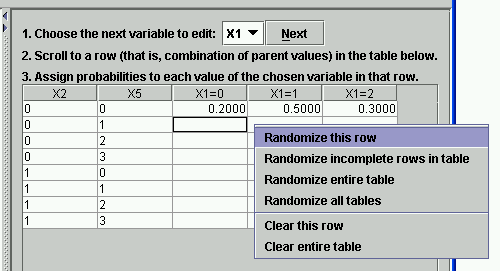 1. Choose the next variable to edit: X1 Next
2. Scroll to a row (that is, combination of parent values) in the table below.
3. Assign probabilities to each value of the chosen variable in that row.
X2 X5 X1=0 X1=1 X1=2
0 0 0.2000 0.5000 0.3000
0 1
0 2
0 3
1 0
1 1
1 2
1 3
Randomize this row
Randomize incomplete rows in table
Randomize entire table
Randomize all tables
Clear this row
Clear entire table